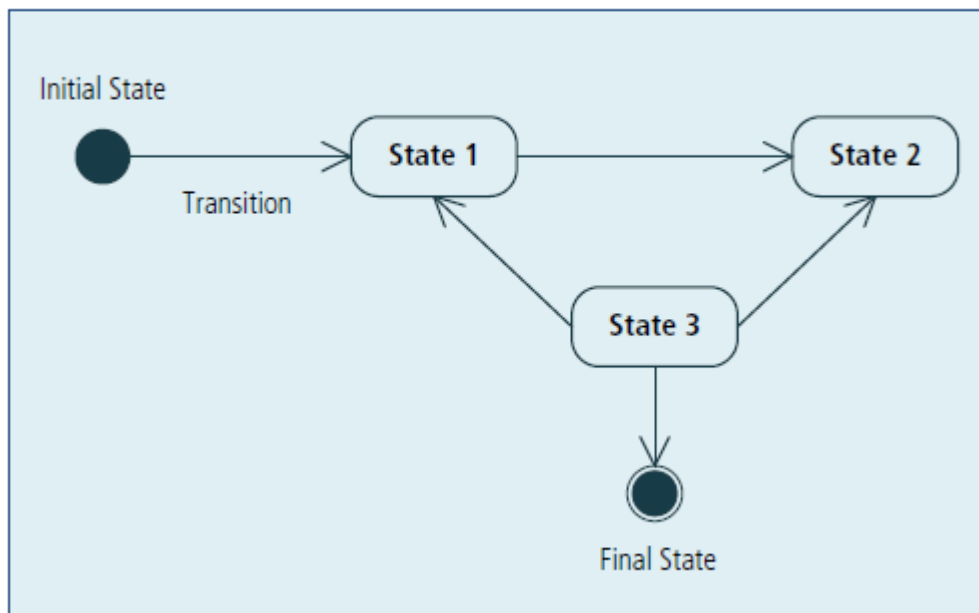 Initial State
State 1
State 2
Transition
State 3
Final State